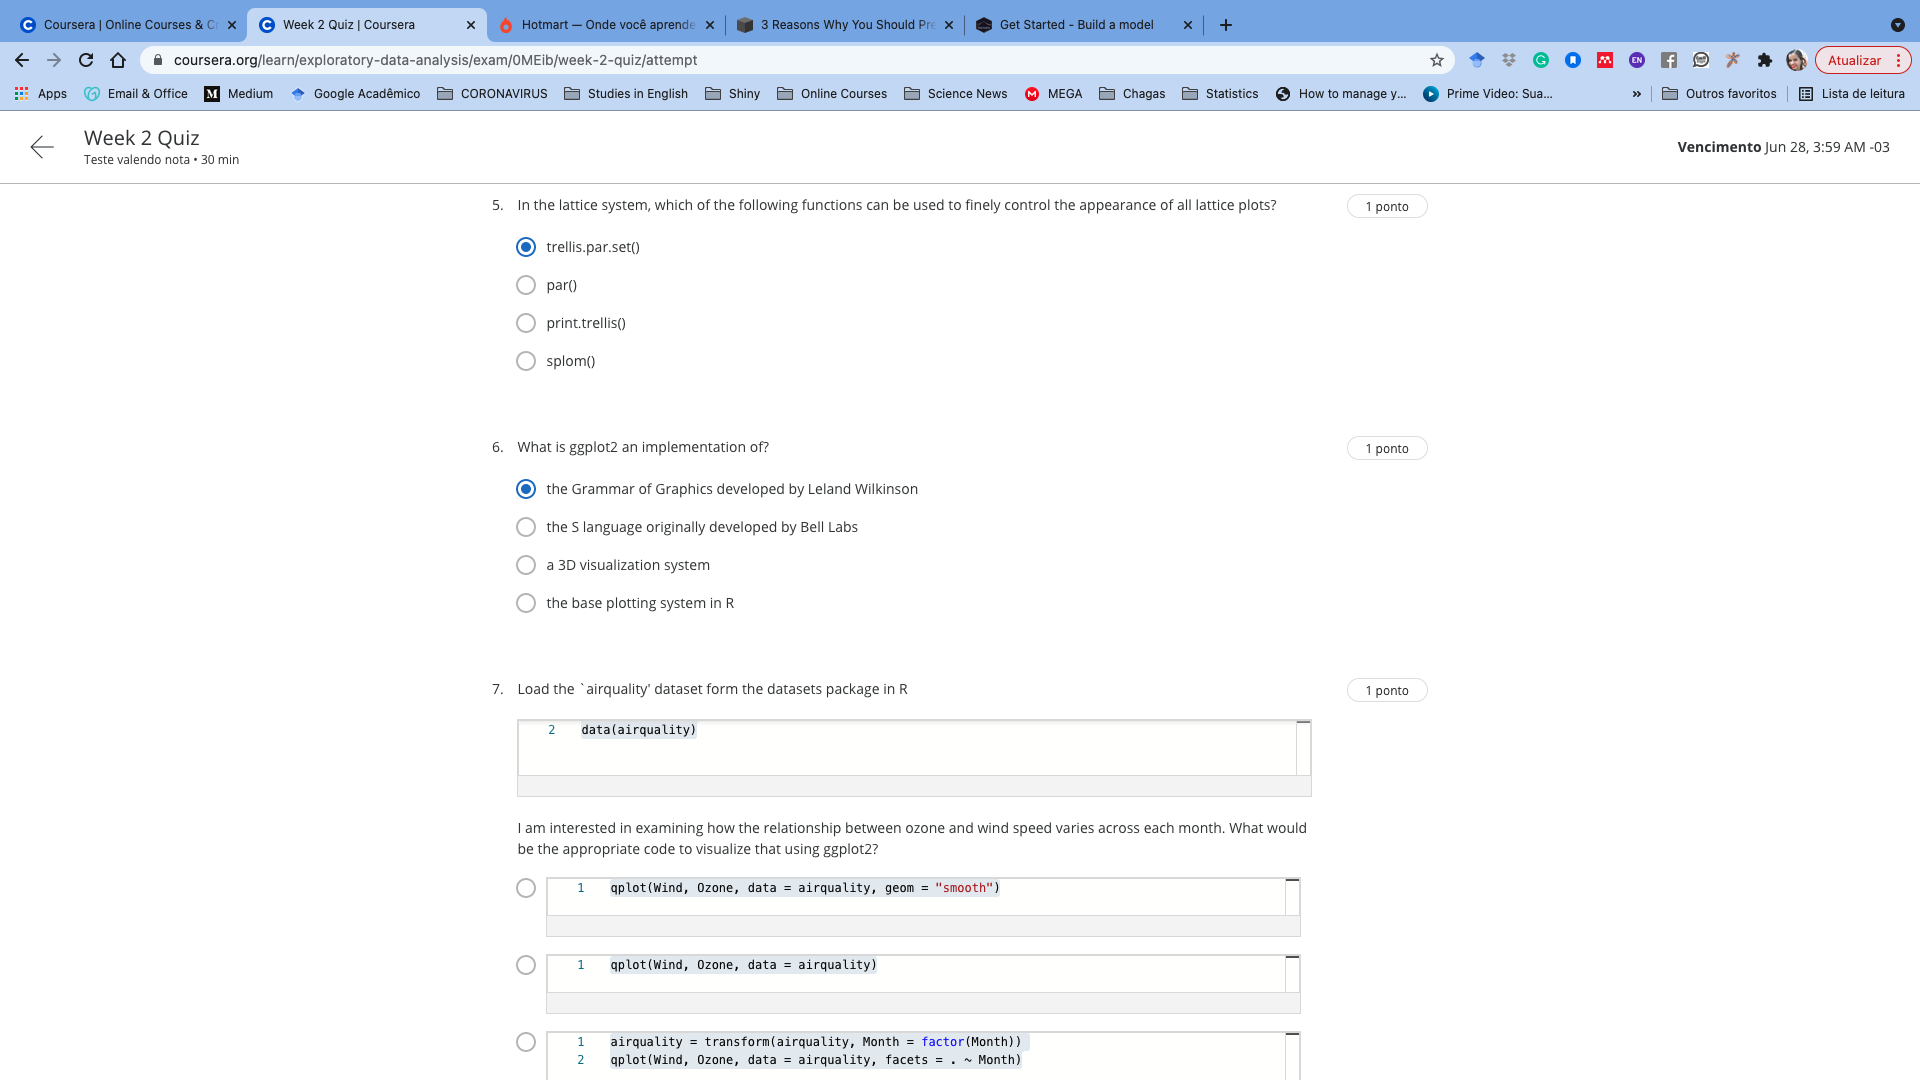 Coursera | Online Courses & C
Week 2 Quiz | Coursera
Hotmart — Onde você aprende
3 Reasons Why You Should Pre
Get Started - Build a model
coursera.org/learn/exploratory-data-analysis/exam/0MEib/week-2-quiz/attempt
EN
Atualizar
Apps
Email & Office
Medium
Google Acadêmico
CORONAVIRUS
Studies in English
Shiny
Online Courses
Science News
MEGA
Chagas
Statistics
How to manage y...
Prime Video: Sua...
»
Outros favoritos
Lista de leitura
Week 2 Quiz
Teste valendo nota • 30 min
Vencimento Jun 28, 3:59 AM -03
5. In the lattice system, which of the following functions can be used to finely control the appearance of all lattice plots?
1 ponto
trellis.par.set()
par()
print.trellis()
splom()
6. What is ggplot2 an implementation of?
1 ponto
the Grammar of Graphics developed by Leland Wilkinson
the S language originally developed by Bell Labs
a 3D visualization system
the base plotting system in R
7. Load the `airquality' dataset form the datasets package in R
1 ponto
2 data(airquality)
I am interested in examining how the relationship between ozone and wind speed varies across each month. What would
be the appropriate code to visualize that using ggplot2?
1 qplot(Wind, Ozone, data = airquality, geom = "smooth")
1 qplot(Wind, Ozone, data = airquality)
1 airquality = transform(airquality, Month = factor(Month))
2 qplot(Wind, Ozone, data = airquality, facets = . ~ Month)